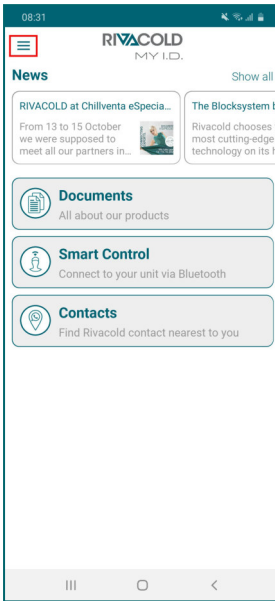 08:31
RIVACOLD
MY I.D.
News
Show all
RIVACOLD at Chillventa eSpecia...
From 13 to 15 October
we were supposed to
meet all our partners in...
The Blocksystem b
Rivacold chooses
most cutting-edge
technology on its
Documents
All about our products
Smart Control
Connect to your unit via Bluetooth
Contacts
Find Rivacold contact nearest to you